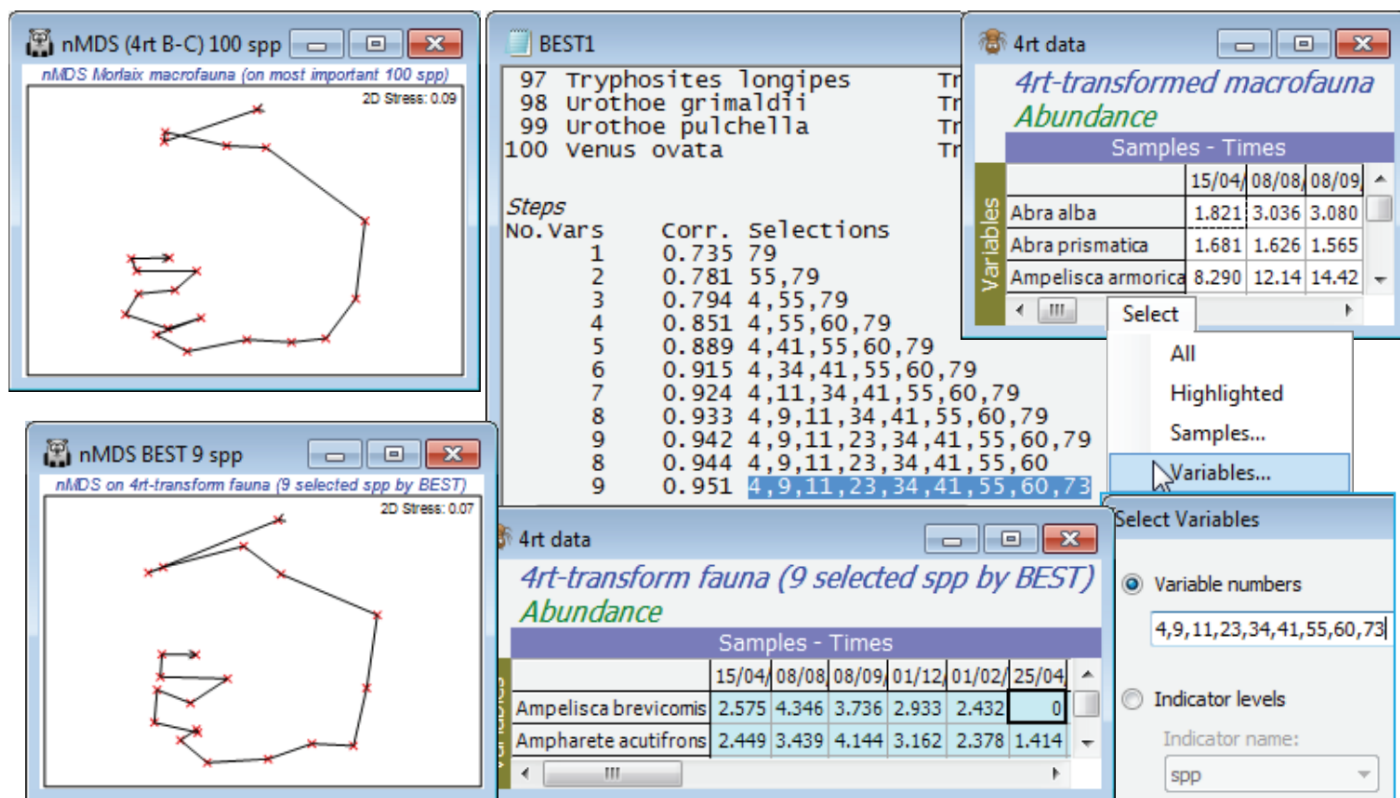 nMDS (4rt B-C) 100 spp
nMDS Morlaix macrofauna (on most important 100 spp)
2D Stress: 0.09
BEST1
97 Tryphosites longipes Tr
98 Urothoe grimaldii Tr
99 Urothoe pulchella Tr
100 Venus ovata Tr
Steps
No.Vars Corr. Selections
1 0.735 79
2 0.781 55,79
3 0.794 4,55,79
4 0.851 4,55,60,79
5 0.889 4,41,55,60,79
6 0.915 4,34,41,55,60,79
7 0.924 4,11,34,41,55,60,79
8 0.933 4,9,11,34,41,55,60,79
9 0.942 4,9,11,23,34,41,55,60,79
8 0.944 4,9,11,23,34,41,55,60
9 0.951 4,9,11,23,34,41,55,60,73
4rt data
4rt-transformed macrofauna
Abundance
Samples - Times
Variables
15/04/ 08/08/ 08/09/
Abra alba 1.821 3.036 3.080
Abra prismatica 1.681 1.626 1.565
Ampelisca armorica 8.290 12.14 14.42
Select
All
Highlighted
Samples...
Variables...
nMDS BEST 9 spp
nMDS on 4rt-transform fauna (9 selected spp by BEST)
2D Stress: 0.07
4rt data
4rt-transform fauna (9 selected spp by BEST)
Abundance
Samples - Times
15/04/ 08/08/ 08/09/ 01/12/ 01/02/ 25/04
Ampelisca brevicornis 2.575 4.346 3.736 2.933 2.432 0
Ampharete acutifrons 2.449 3.439 4.144 3.162 2.378 1.414
Select Variables
Variable numbers
4,9,11,23,34,41,55,60,73
Indicator levels
Indicator name:
spp